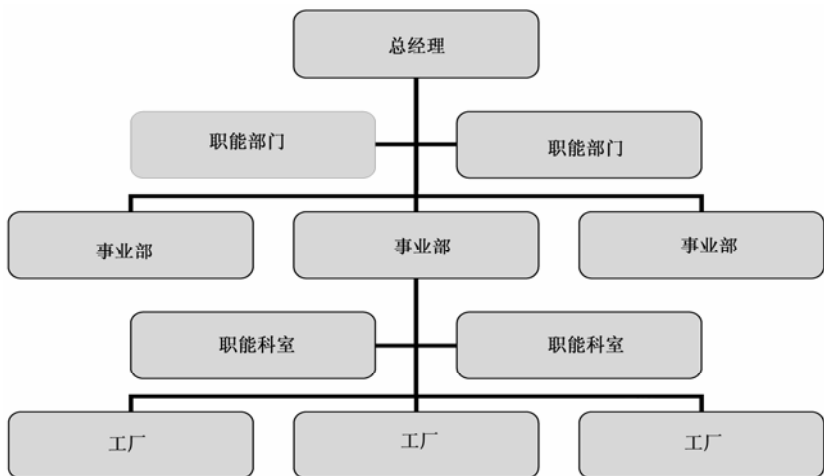 总经理
职能部门
职能部门
事业部
事业部
事业部
职能科室
职能科室
工厂
工厂
工厂